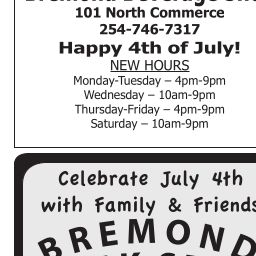 101 North Commerce
254-746-7317
Happy 4th of July!
NEW HOURS
Monday-Tuesday – 4pm-9pm
Wednesday – 10am-9pm
Thursday-Friday – 4pm-9pm
Saturday – 10am-9pm
Celebrate July 4th
with Family & Friends
BREMOND